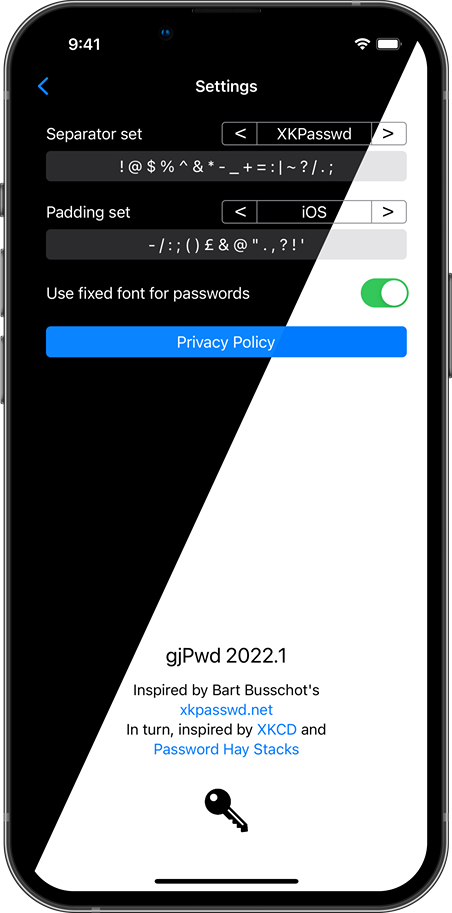 9:41
Settings
Separator set < XKPasswd >
! @ $ % ^ & * - _ + = : | ~ ? / . ;
Padding set < iOS >
- / : ; ( ) £ & @ " . , ? ! '
Use fixed font for passwords
Privacy Policy
gjPwd 2022.1
Inspired by Bart Busschot's
xkpasswd.net
In turn, inspired by XKCD and
Password Hay Stacks